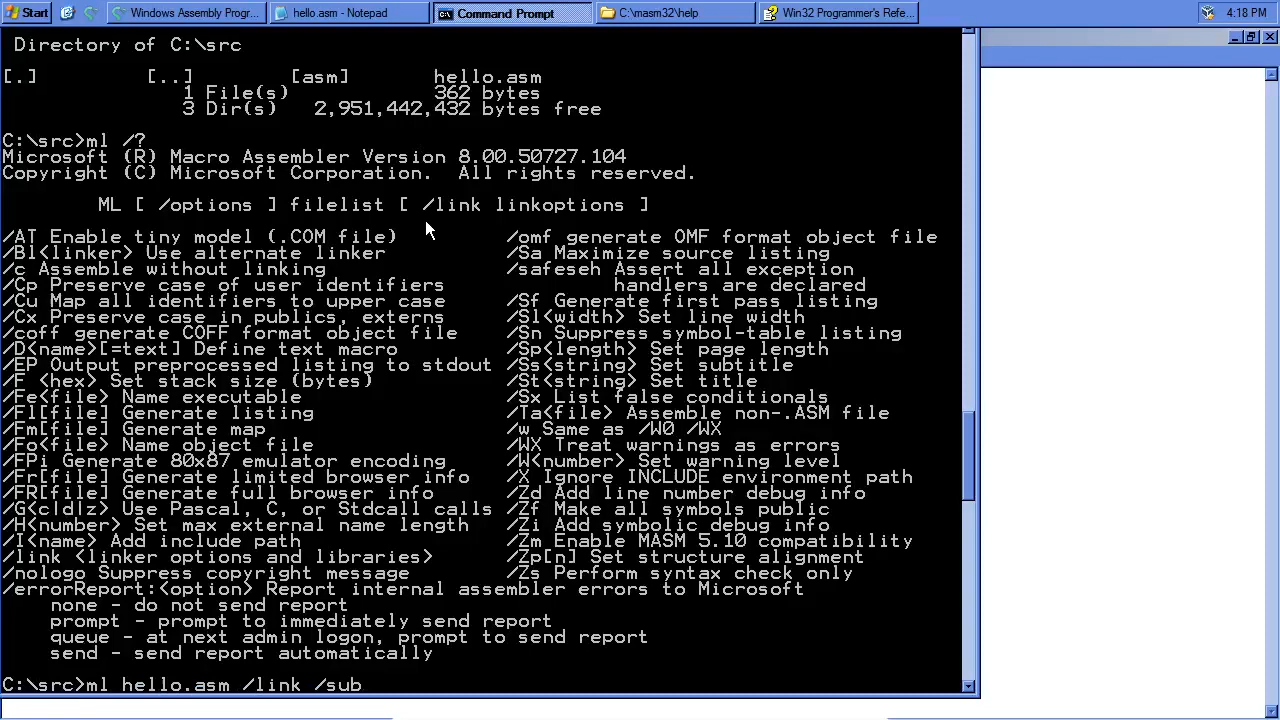 Start
Windows Assembly Progr...
hello.asm - Notepad
Command Prompt
C:\masm32\help
Win32 Programmer's Refe...
4:18 PM
Directory of C:\src
[.] [..] [asm] hello.asm
1 File(s) 362 bytes
3 Dir(s) 2,951,442,432 bytes free
C:\src>ml /?
Microsoft (R) Macro Assembler Version 8.00.50727.104
Copyright (C) Microsoft Corporation. All rights reserved.
ML [ /options ] filelist [ /link linkoptions ]
/AT Enable tiny model (.COM file) /omf generate OMF format object file
/Bl<linker> Use alternate linker /Sa Maximize source listing
/c Assemble without linking /safeseh Assert all exception
/Cp Preserve case of user identifiers handlers are declared
/Cu Map all identifiers to upper case /Sf Generate first pass listing
/Cx Preserve case in publics, externs /Sl<width> Set line width
/coff generate COFF format object file /Sn Suppress symbol-table listing
/D<name>[=text] Define text macro /Sp<length> Set page length
/EP Output preprocessed listing to stdout /Ss<string> Set subtitle
/F <hex> Set stack size (bytes) /St<string> Set title
/Fe<file> Name executable /Sx List false conditionals
/Fl[file] Generate listing /Ta<file> Assemble non-.ASM file
/Fm[file] Generate map /w Same as /W0 /WX
/Fo<file> Name object file /WX Treat warnings as errors
/FPi Generate 80x87 emulator encoding /W<number> Set warning level
/Fr[file] Generate limited browser info /X Ignore INCLUDE environment path
/FR[file] Generate full browser info /Zd Add line number debug info
/G<c|d|z> Use Pascal, C, or Stdcall calls /Zf Make all symbols public
/H<number> Set max external name length /Zi Add symbolic debug info
/I<name> Add include path /Zm Enable MASM 5.10 compatibility
/link <linker options and libraries> /Zp[n] Set structure alignment
/nologo Suppress copyright message /Zs Perform syntax check only
/errorReport:<option> Report internal assembler errors to Microsoft
none - do not send report
prompt - prompt to immediately send report
queue - at next admin logon, prompt to send report
send - send report automatically
C:\src>ml hello.asm /link /sub